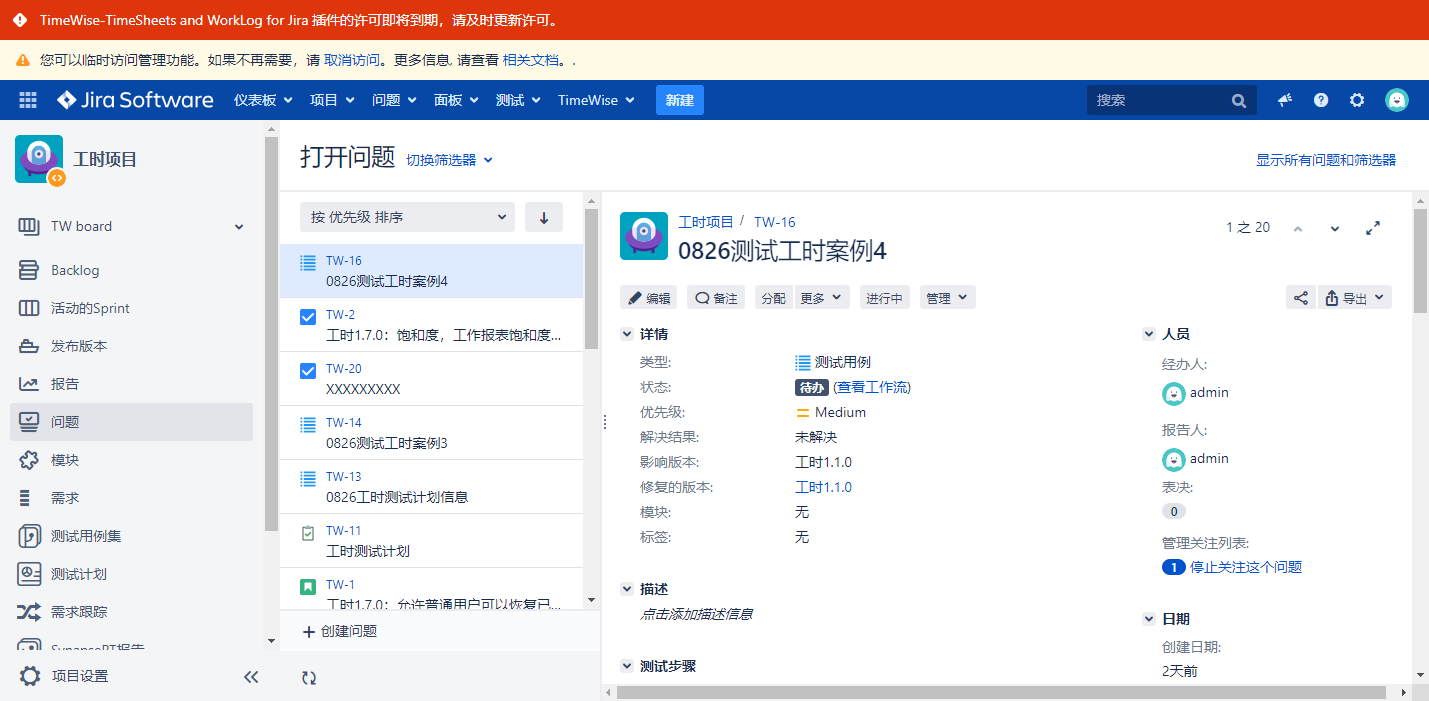 TimeWise-TimeSheets and WorkLog for Jira 插件的许可即将到期，请及时更新许可。
您可以临时访问管理功能。如果不再需要，请 取消访问。更多信息, 请查看 相关文档。.
Jira Software 仪表板 项目 问题 面板 测试 TimeWise 新建 搜索
工时项目
TW board
Backlog
活动的Sprint
发布版本
报告
问题
模块
需求
测试用例集
测试计划
需求跟踪
SynapseRT报告
项目设置
打开问题 切换筛选器
显示所有问题和筛选器
按 优先级 排序
TW-16
0826测试工时案例4
TW-2
工时1.7.0：饱和度，工作报表饱和度...
TW-20
XXXXXXXXX
TW-14
0826测试工时案例3
TW-13
0826工时测试计划信息
TW-11
工时测试计划
TW-1
工时1.7.0：允许普通用户可以恢复已...
创建问题
工时项目 / TW-16
1 之 20
0826测试工时案例4
编辑 备注 分配 更多 进行中 管理 导出
详情
类型: 测试用例
状态: 待办 (查看工作流)
优先级: Medium
解决结果: 未解决
影响版本: 工时1.1.0
修复的版本: 工时1.1.0
模块: 无
标签: 无
描述
点击添加描述信息
测试步骤
人员
经办人:
admin
报告人:
admin
表决:
0
管理关注列表:
1 停止关注这个问题
日期
创建日期:
2天前